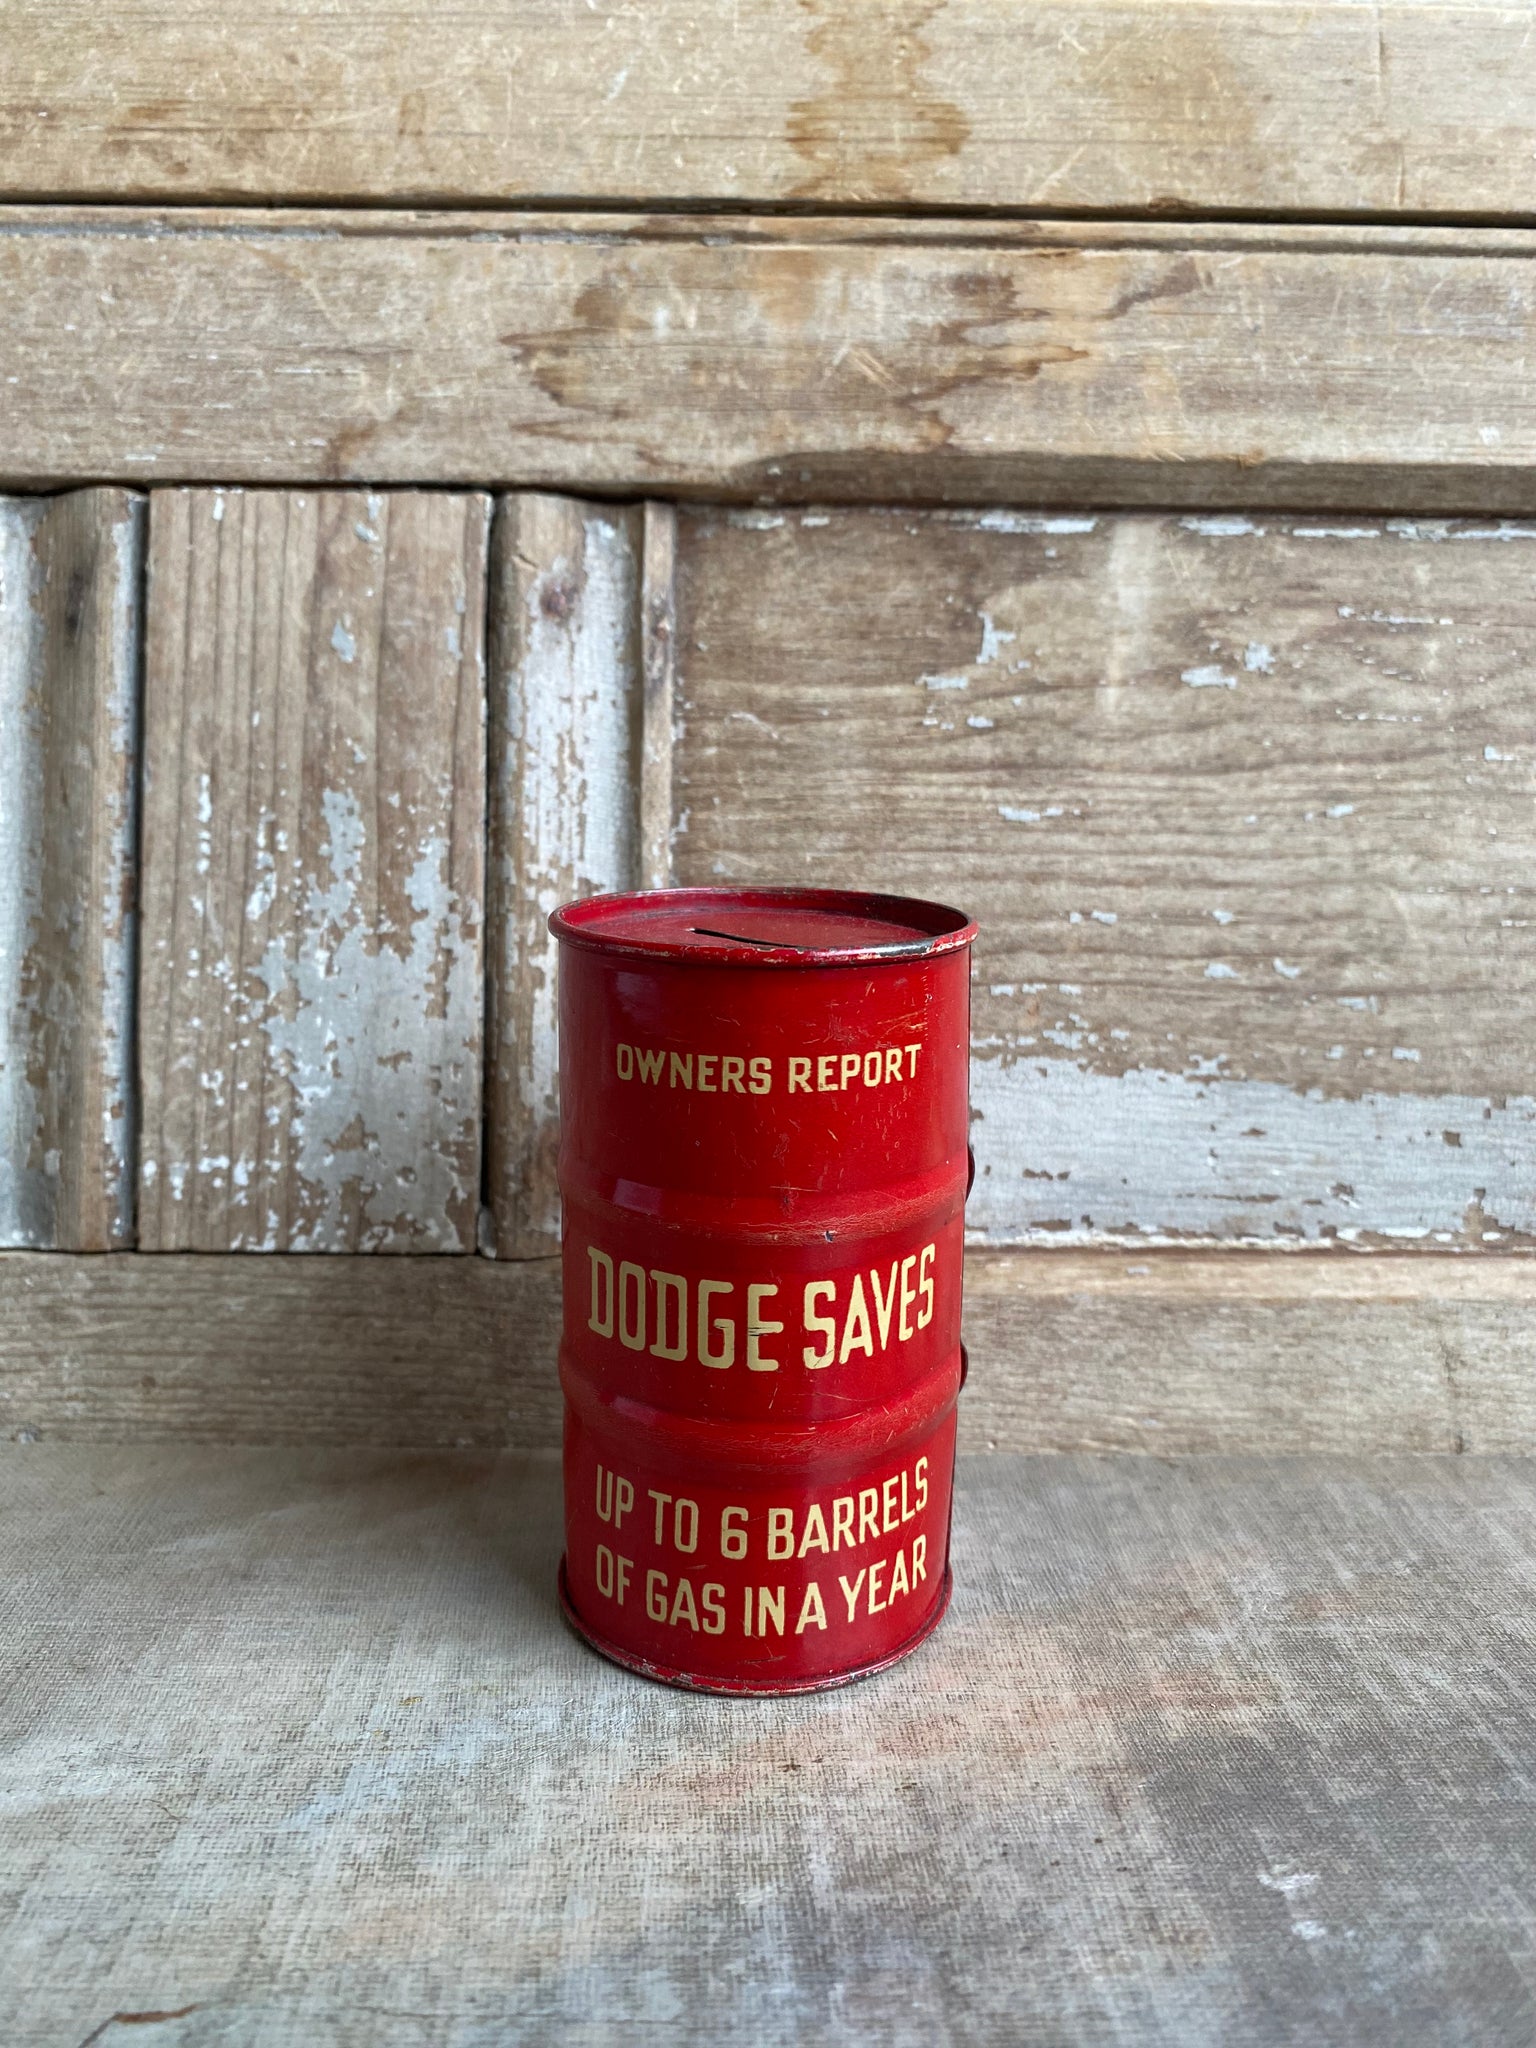 OWNERS REPORT
DODGE SAVES
UP TO 6 BARRELS
OF GAS IN A YEAR